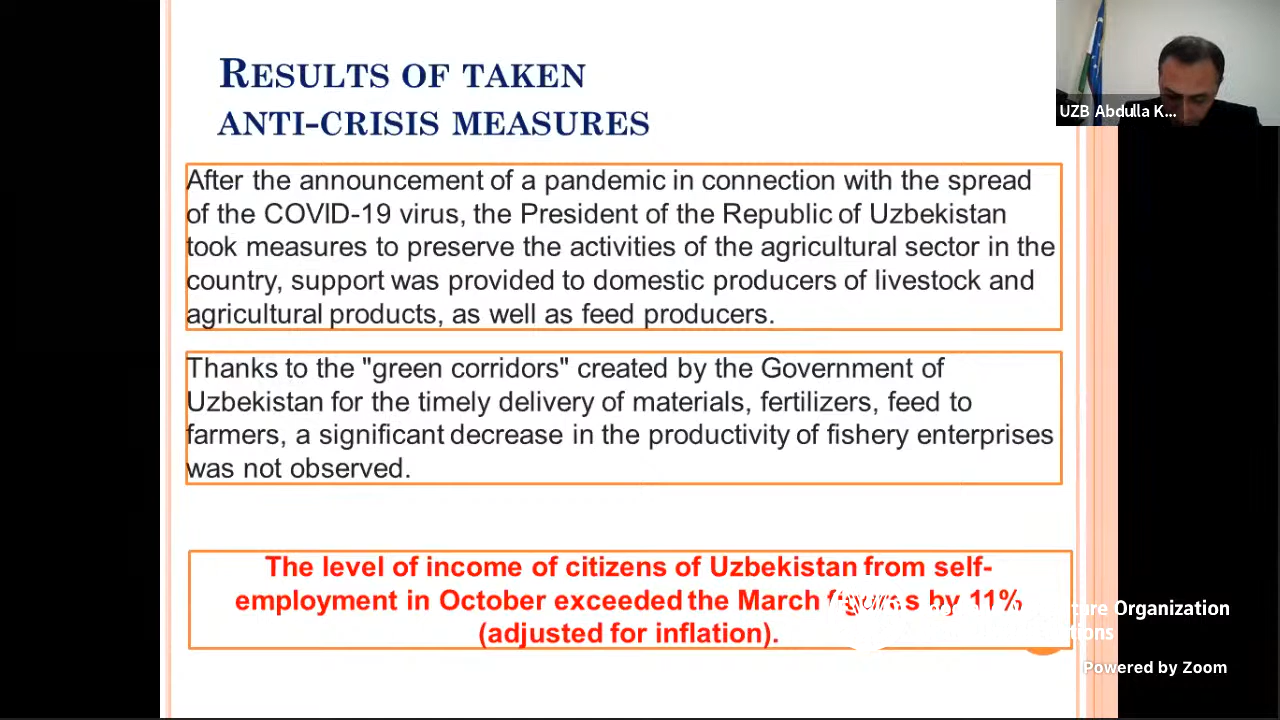 RESULTS OF TAKEN
ANTI-CRISIS MEASURES
UZB Abdulla K...
After the announcement of a pandemic in connection with the spread
of the COVID-19 virus, the President of the Republic of Uzbekistan
took measures to preserve the activities of the agricultural sector in the
country, support was provided to domestic producers of livestock and
agricultural products, as well as feed producers.
Thanks to the "green corridors" created by the Government of
Uzbekistan for the timely delivery of materials, fertilizers, feed to
farmers, a significant decrease in the productivity of fishery enterprises
was not observed.
The level of income of citizens of Uzbekistan from self-
employment in October exceeded the March figures by 11%
(adjusted for inflation).
Organization
Powered by Zoom